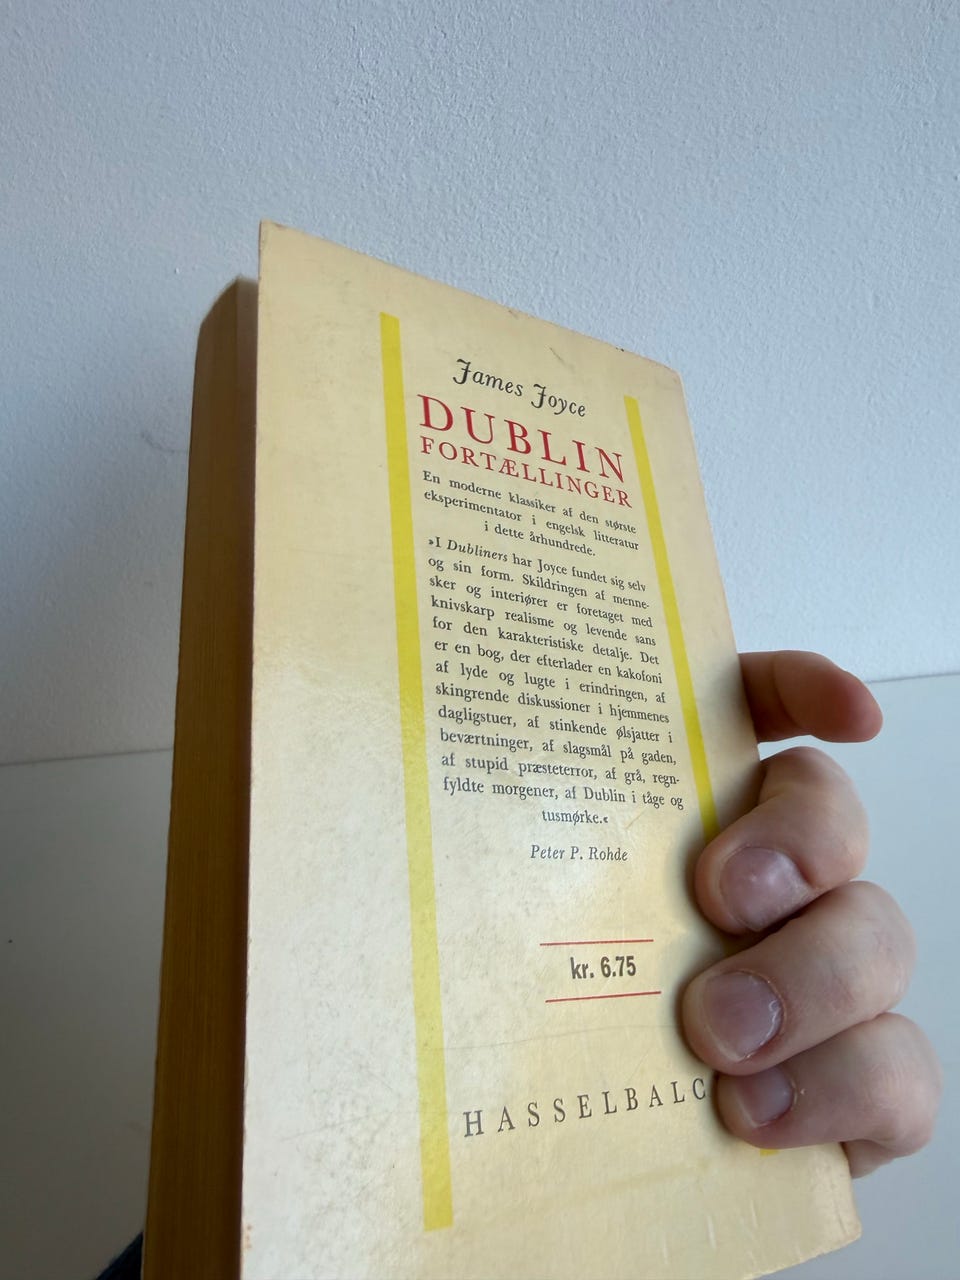 James Joyce
DUBLIN
FORTÆLLINGER
En moderne klassiker af den største
eksperimentator i engelsk litteratur
i dette århundrede.
»I Dubliners har Joyce fundet sig selv
og sin form. Skildringen af menne-
sker og interiører er foretaget med
knivskarp realisme og levende sans
for den karakteristiske detalje. Det
er en bog, der efterlader en kakofoni
af lyde og lugte i erindringen, af
skingrende diskussioner i hjemmenes
dagligstuer, af stinkende ølsjatter i
beværtninger, af slagsmål på gaden,
af stupid præsteterror, af grå, regn-
fyldte morgener, af Dublin i tåge og
tusmørke.«
Peter P. Rohde
kr. 6.75
HASSELBALC